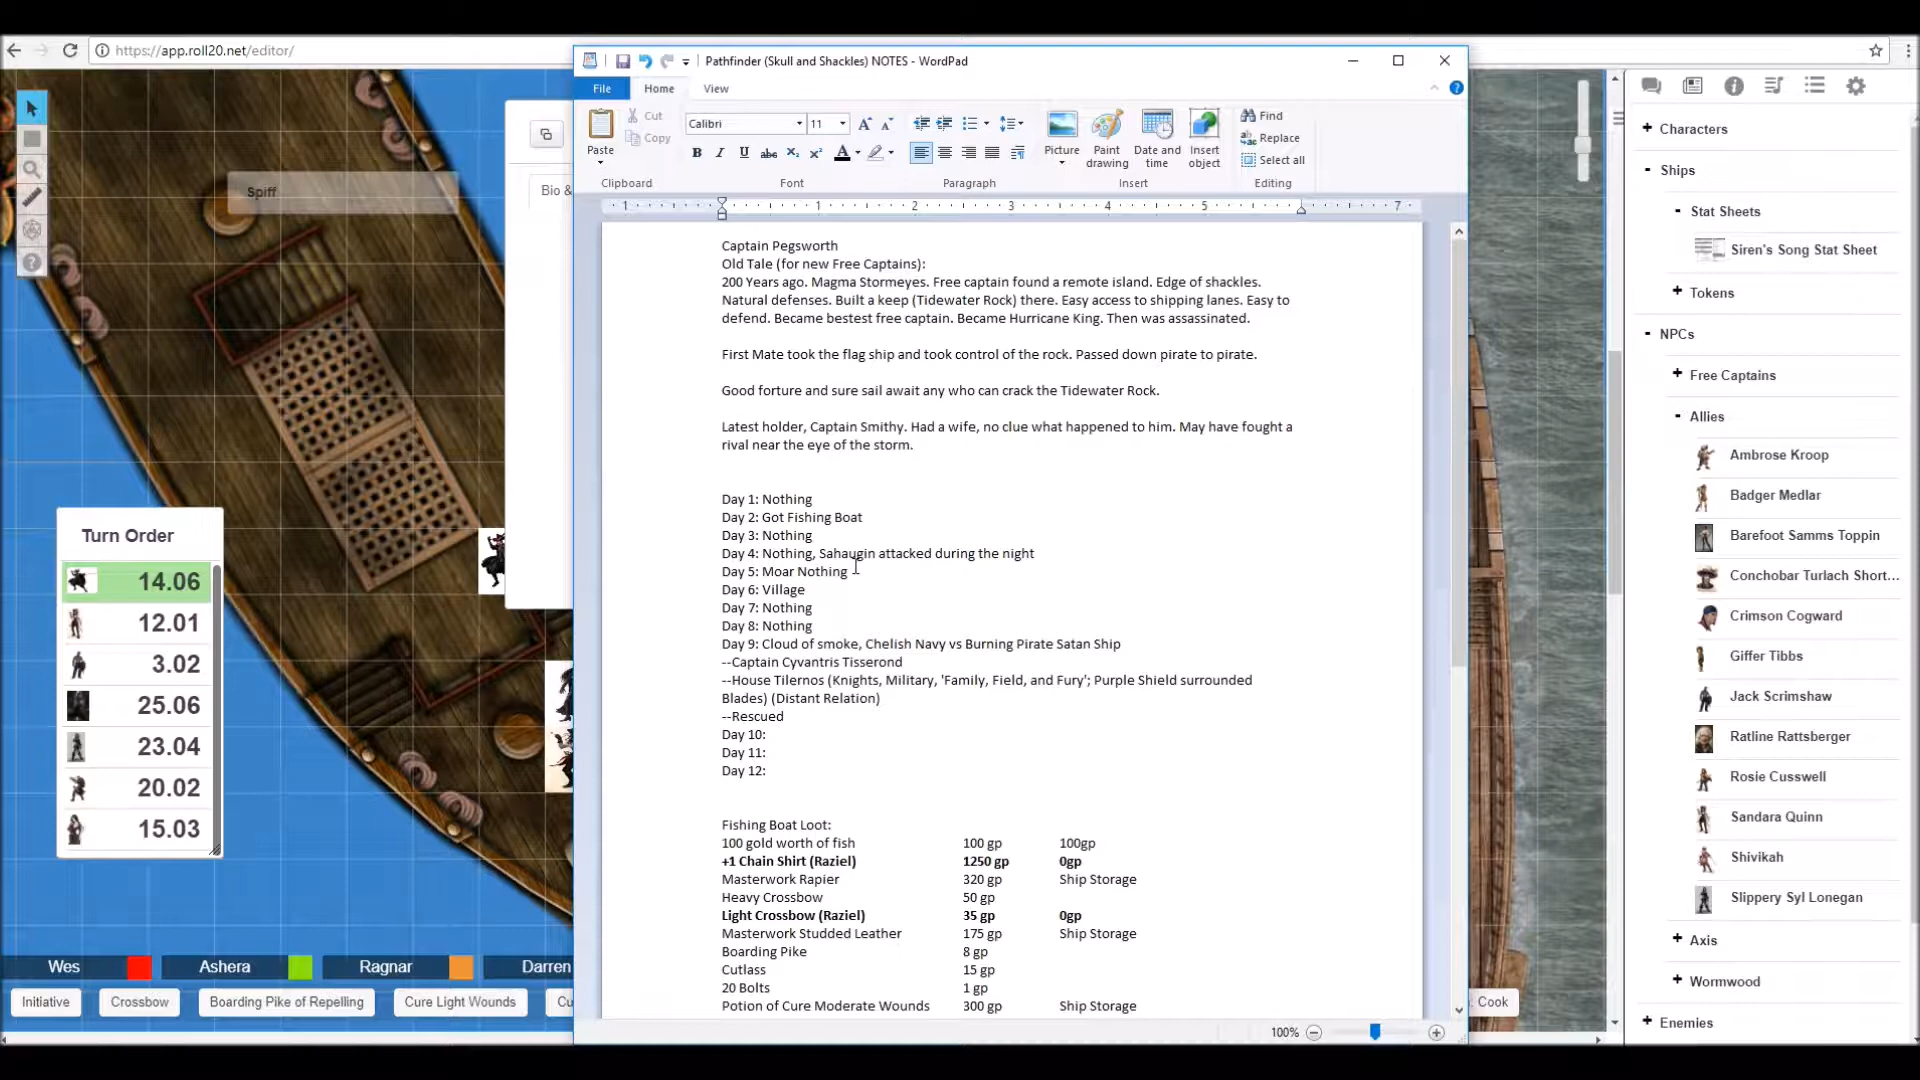 https://app.roll20.net/editor/
Pathfinder (Skull and Shackles) NOTES - WordPad
File
Home
View
Paste
Cut
Copy
Clipboard
Calibri
11
B
I
U
abc
Font
Paragraph
Picture
Paint drawing
Date and time
Insert object
Insert
Find
Replace
Select all
Editing
1
1
2
3
4
5
7
Captain Pegsworth
Old Tale (for new Free Captains):
200 Years ago. Magma Stormeyes. Free captain found a remote island. Edge of shackles.
Natural defenses. Built a keep (Tidewater Rock) there. Easy access to shipping lanes. Easy to
defend. Became bestest free captain. Became Hurricane King. Then was assassinated.
First Mate took the flag ship and took control of the rock. Passed down pirate to pirate.
Good forture and sure sail await any who can crack the Tidewater Rock.
Latest holder, Captain Smithy. Had a wife, no clue what happened to him. May have fought a
rival near the eye of the storm.
Day 1: Nothing
Day 2: Got Fishing Boat
Day 3: Nothing
Day 4: Nothing, Sahaugin attacked during the night
Day 5: Moar Nothing
Day 6: Village
Day 7: Nothing
Day 8: Nothing
Day 9: Cloud of smoke, Chelish Navy vs Burning Pirate Satan Ship
--Captain Cyvantris Tisserond
--House Tilernos (Knights, Military, 'Family, Field, and Fury'; Purple Shield surrounded
Blades) (Distant Relation)
--Rescued
Day 10:
Day 11:
Day 12:
Fishing Boat Loot:
100 gold worth of fish 100 gp 100gp
+1 Chain Shirt (Raziel) 1250 gp 0gp
Masterwork Rapier 320 gp Ship Storage
Heavy Crossbow 50 gp
Light Crossbow (Raziel) 35 gp 0gp
Masterwork Studded Leather 175 gp Ship Storage
Boarding Pike 8 gp
Cutlass 15 gp
20 Bolts 1 gp
Potion of Cure Moderate Wounds 300 gp Ship Storage
100%
Spiff
Bio &
Turn Order
14.06
12.01
3.02
25.06
23.04
20.02
15.03
Wes
Ashera
Ragnar
Darren
Initiative
Crossbow
Boarding Pike of Repelling
Cure Light Wounds
Cu
: Cook
+ Characters
- Ships
- Stat Sheets
Siren's Song Stat Sheet
+ Tokens
- NPCs
+ Free Captains
- Allies
Ambrose Kroop
Badger Medlar
Barefoot Samms Toppin
Conchobar Turlach Short...
Crimson Cogward
Giffer Tibbs
Jack Scrimshaw
Ratline Rattsberger
Rosie Cusswell
Sandara Quinn
Shivikah
Slippery Syl Lonegan
+ Axis
+ Wormwood
+ Enemies